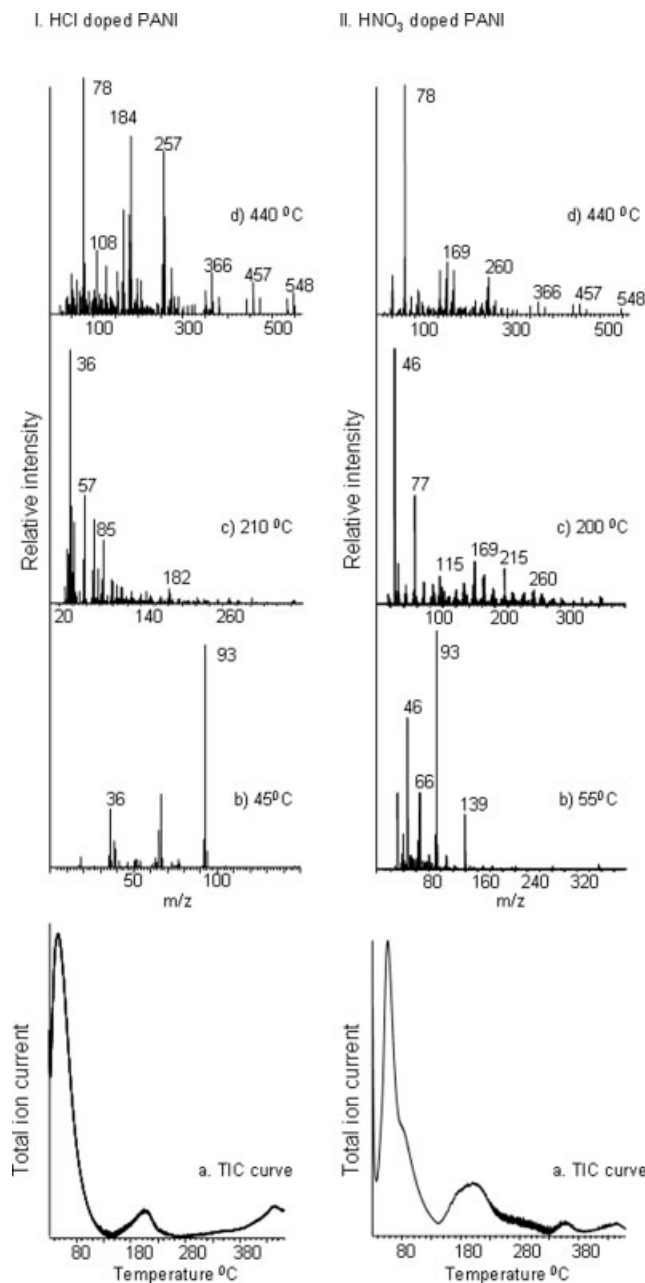 I. HCl doped PANI
II. HNO₃ doped PANI
78
184
257
108
366
457
548
d) 440 ⁰C
100 300 500
78
169
260
366
457
548
d) 440 ⁰C
100 300 500
Relative intensity
36
57
85
182
c) 210 ⁰C
20 140 260
Relative intensity
46
77
115
169
215
260
c) 200 ⁰C
100 200 300
93
36
b) 45⁰C
50 100
m/z
93
46
66
139
b) 55⁰C
80 160 240 320
m/z
Total ion current
a. TIC curve
80 180 280 380
Temperature ⁰C
Total ion current
a. TIC curve
80 180 280 380
Temperature ⁰C